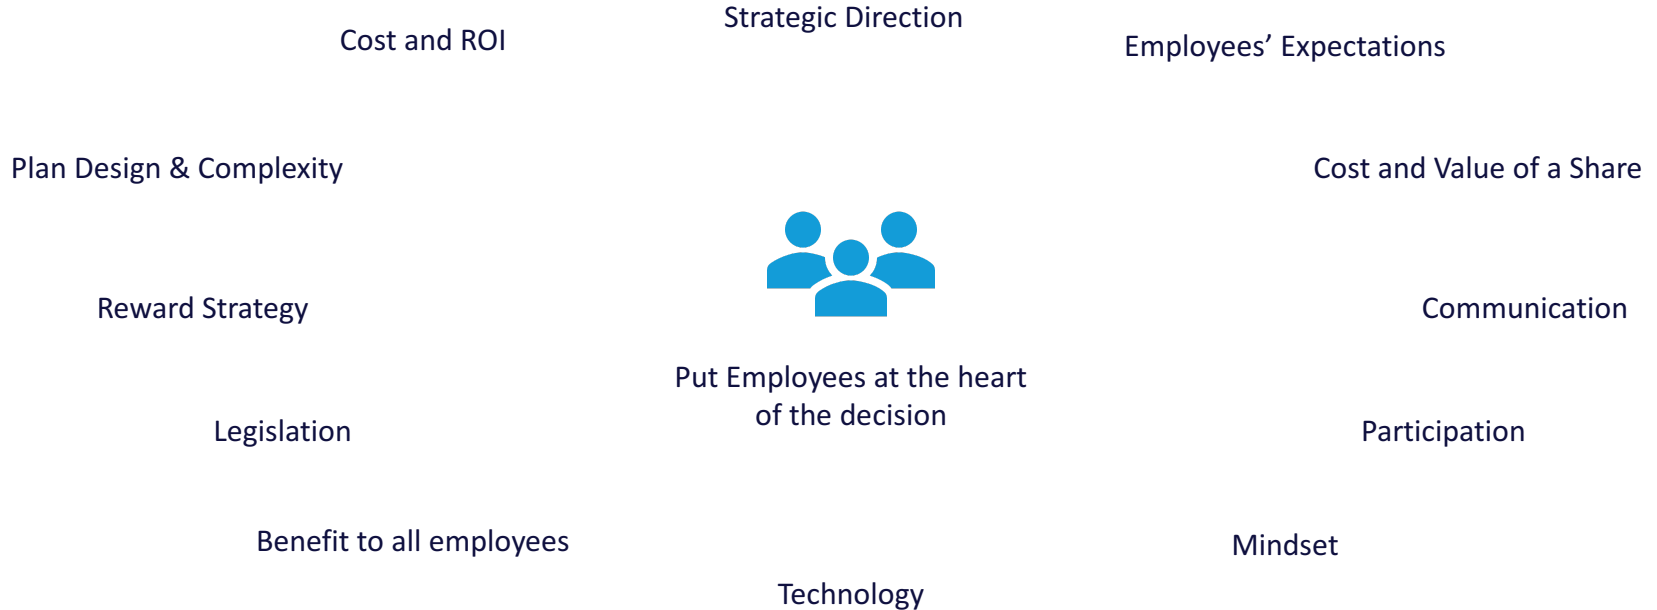 Strategic Direction
Cost and ROI
Employees’ Expectations
Plan Design & Complexity
Cost and Value of a Share
Reward Strategy
Communication
Put Employees at the heart
of the decision
Legislation
Participation
Benefit to all employees
Mindset
Technology